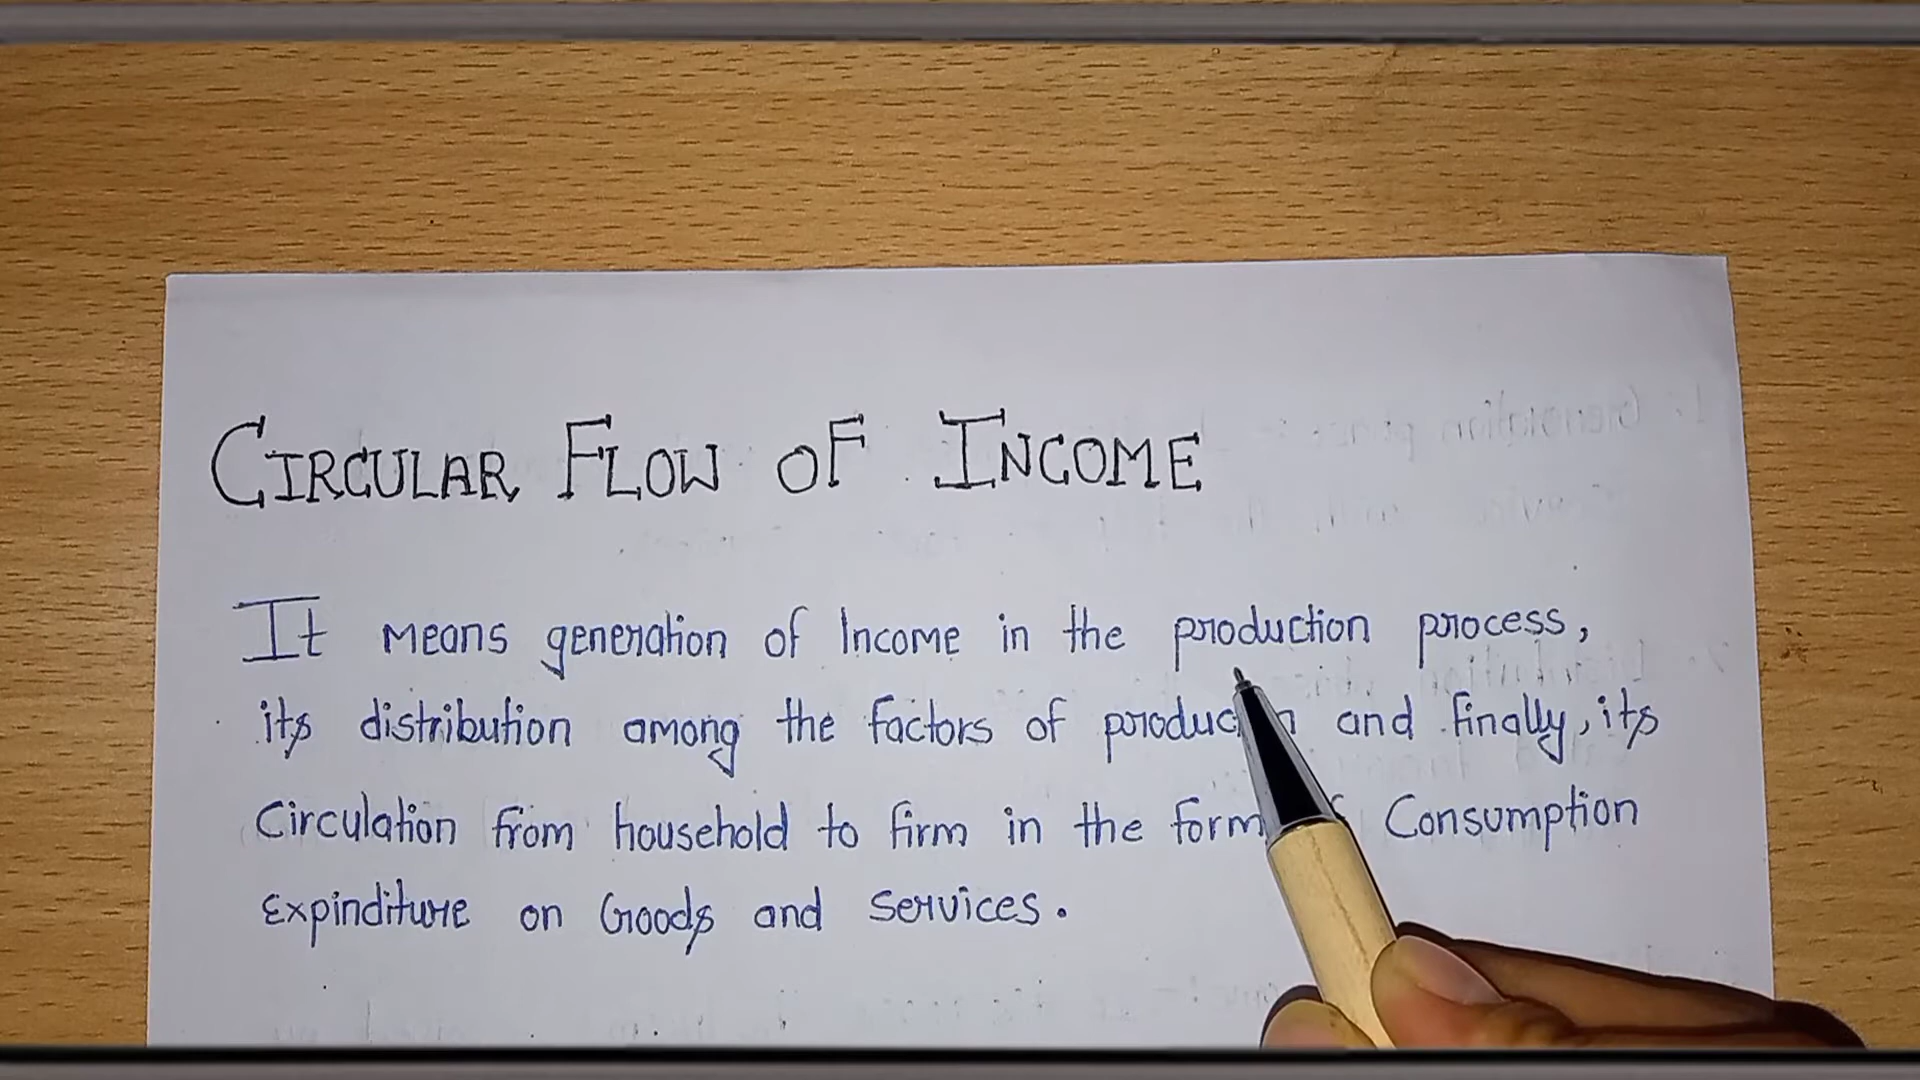 CIRCULAR FLOW OF INCOME
It means generation of Income in the production process,
its distribution among the factors of production and finally, its
Circulation from household to firm in the form Consumption
Expinditure on Goods and Services.